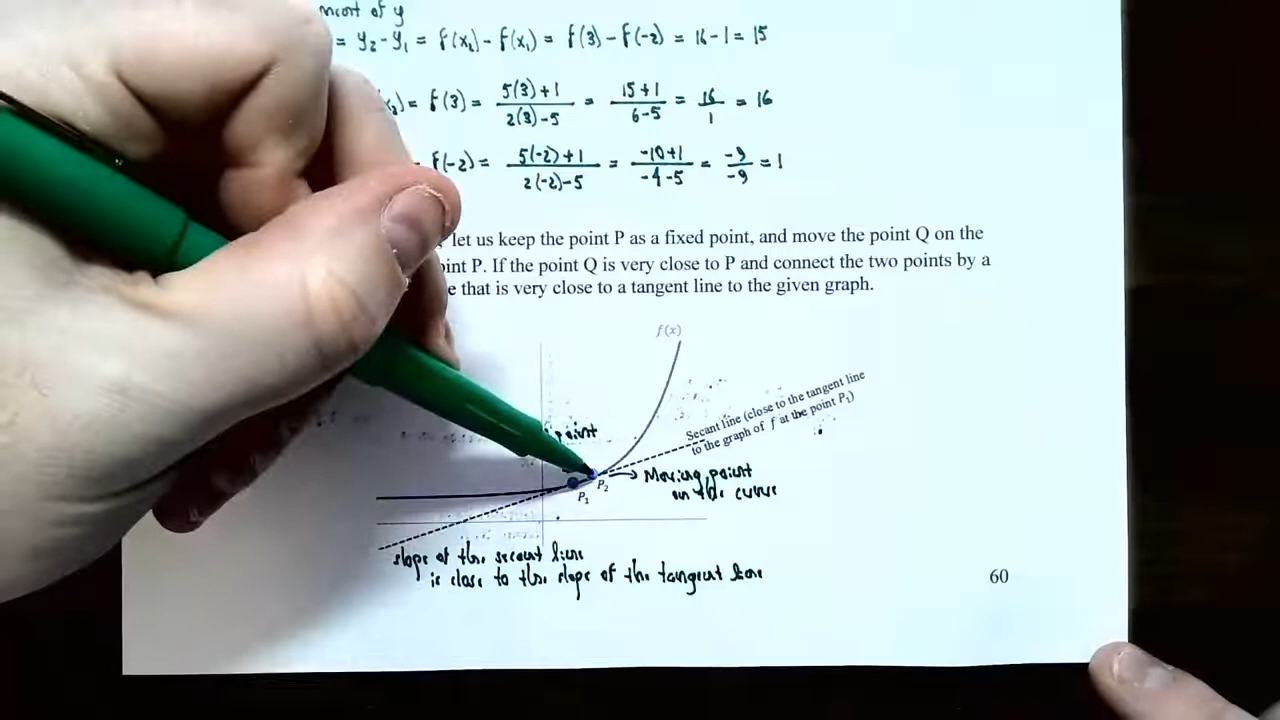 of y
= y₂ - y₁ = f(x₂) - f(x₁) = f(3) - f(-2) = 16 - 1 = 15
x₂) = f(3) = 5(3)+1 / 2(3)-5 = 15+1 / 6-5 = 16 / 1 = 16
f(-2) = 5(-2)+1 / 2(-2)-5 = -10+1 / -4-5 = -9 / -9 = 1
let us keep the point P as a fixed point, and move the point Q on the
int P. If the point Q is very close to P and connect the two points by a
e that is very close to a tangent line to the given graph.
f(x)
Secant line (close to the tangent line
to the graph of f at the point P₁)
point
P₁
P₂
Moving point
on the curve
slope of the secant line
is close to the slope of the tangent line
60